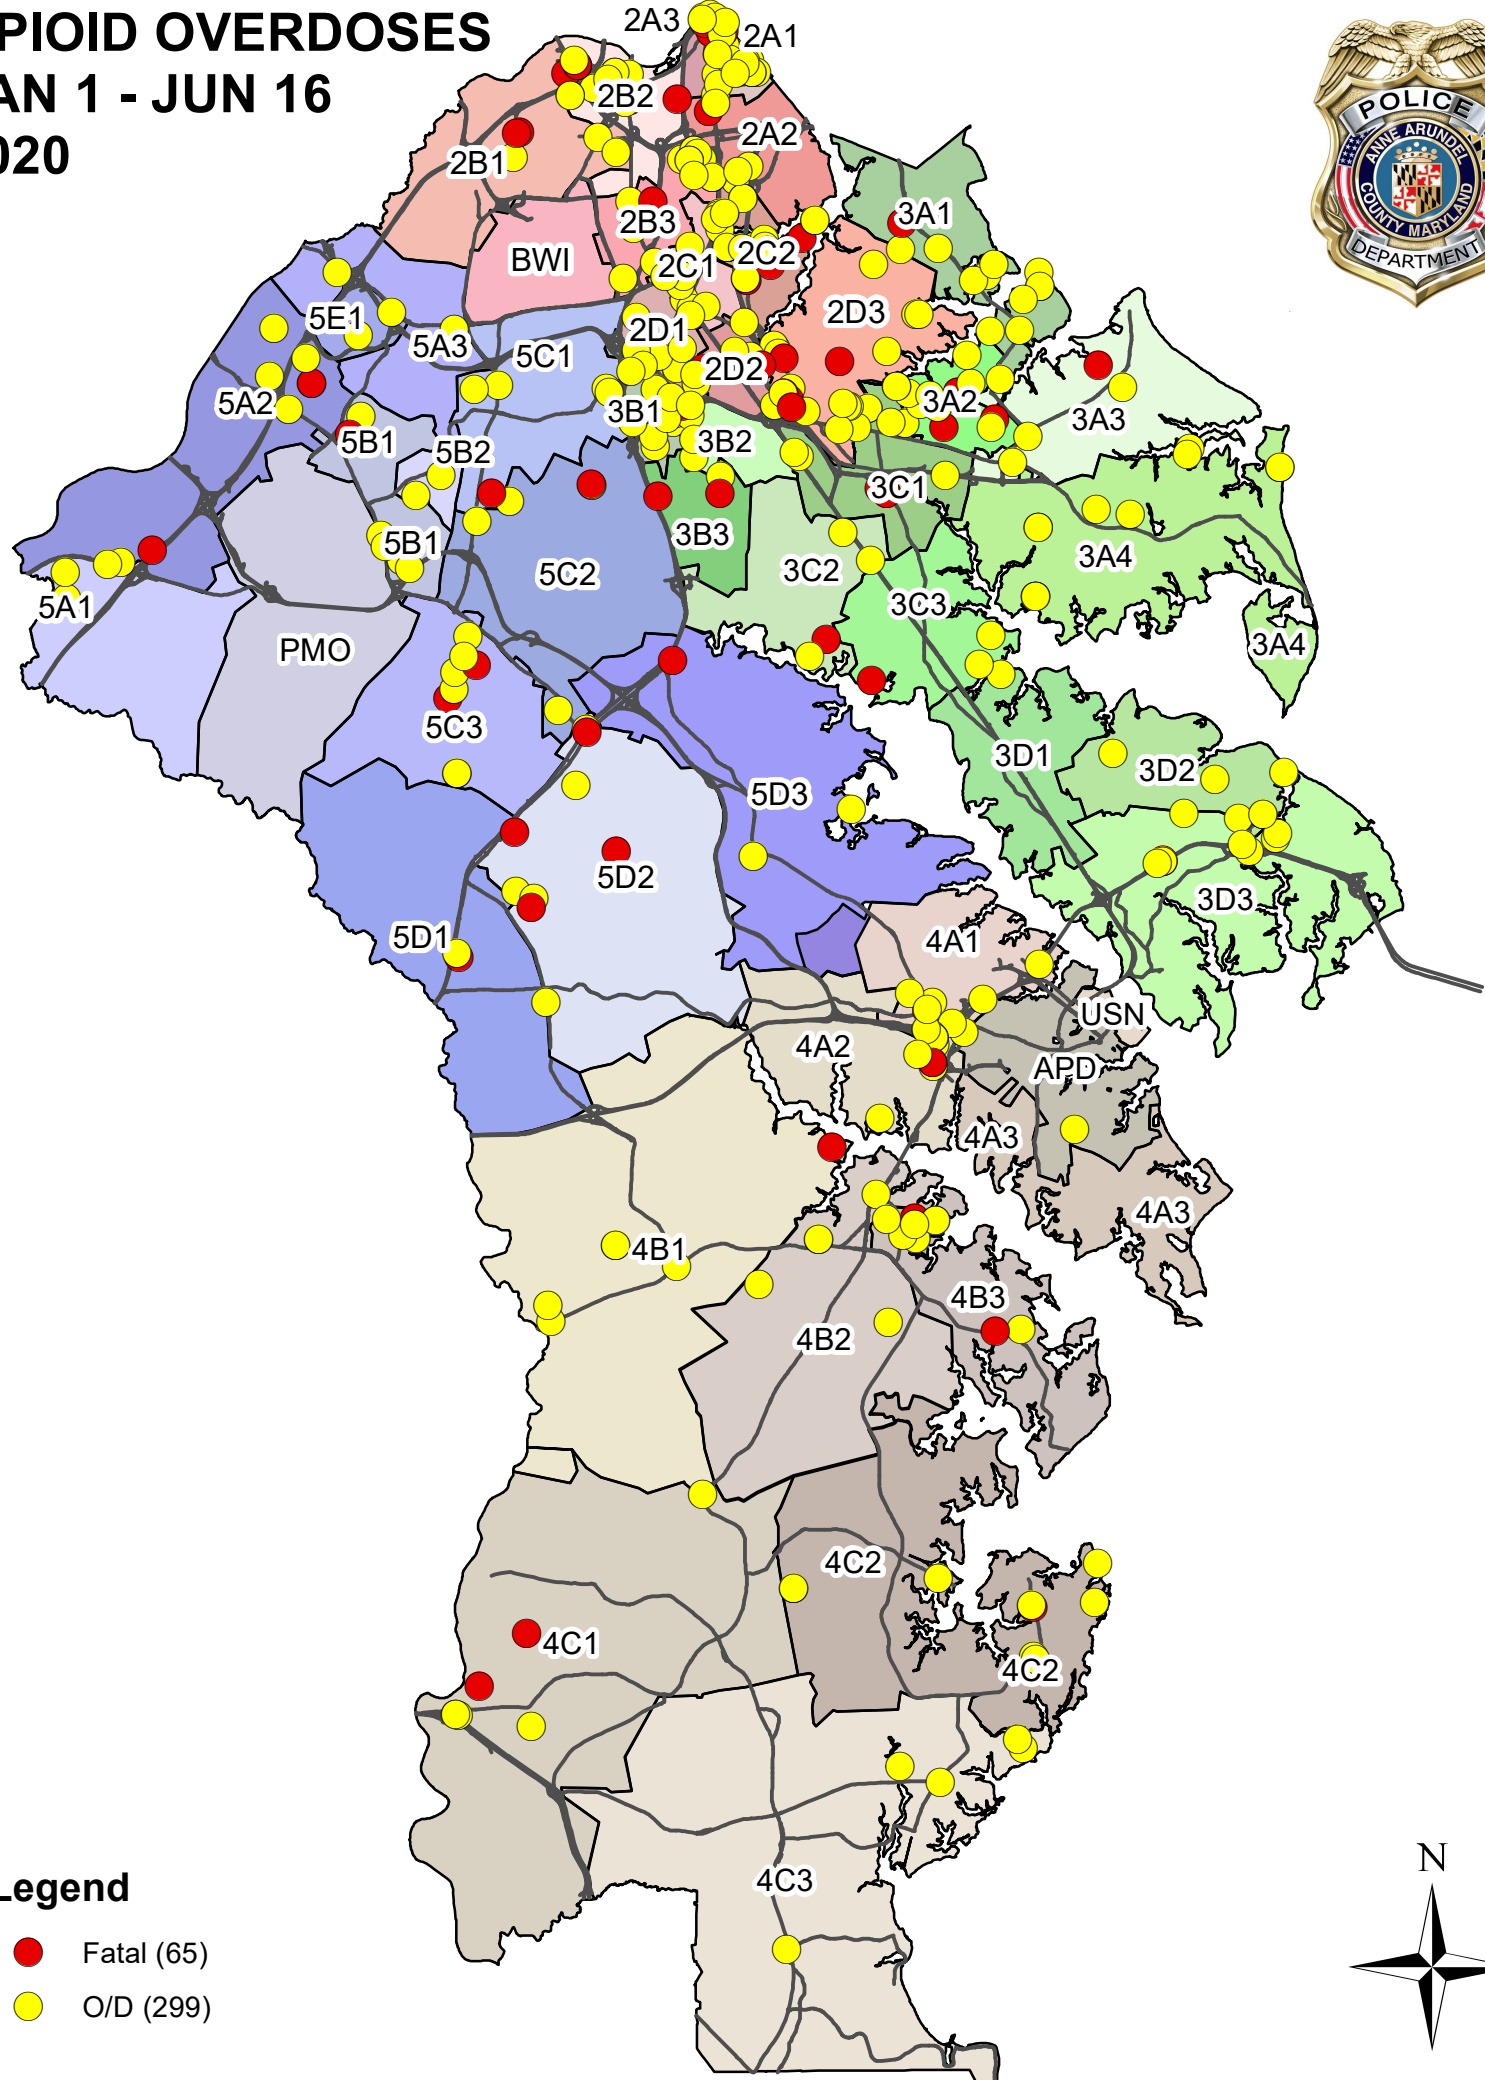 PIOID OVERDOSES
AN 1 - JUN 16
020
POLICE
ANNE ARUNDEL
COUNTY MARYLAND
DEPARTMENT
2A3
2A1
2B2
2A2
2B1
2B3
3A1
BWI
2C1
2C2
5E1
2D3
5A3
2D1
5C1
2D2
5A2
3B1
3A2
3A3
5B1
3B2
5B2
3C1
3B3
5B1
5C2
3C2
3A4
5A1
3C3
PMO
3A4
5C3
3D1
3D2
5D3
5D2
3D3
5D1
4A1
USN
4A2
APD
4A3
4A3
4B1
4B3
4B2
4C2
4C1
4C2
4C3
Legend
Fatal (65)
O/D (299)
N